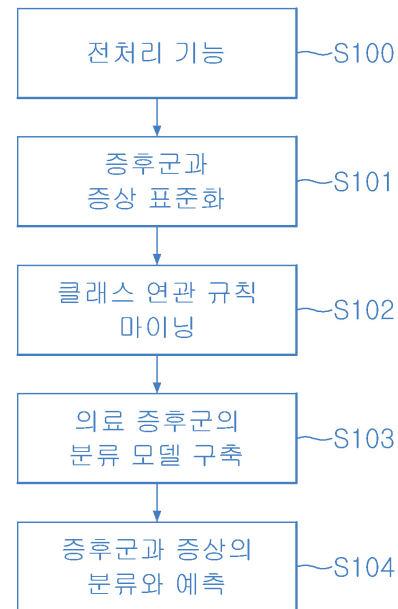 전처리 기능
S100
증후군과
증상 표준화
S101
클래스 연관 규칙
마이닝
S102
의료 증후군의
분류 모델 구축
S103
증후군과 증상의
분류와 예측
S104